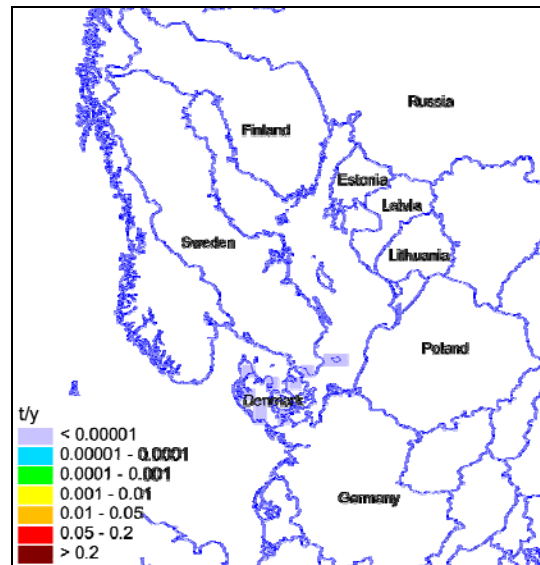 Russia
Finland
Estonia
Latvia
Sweden
Lithuania
Poland
Denmark
t/y
< 0.00001
0.00001 - 0.0001
0.0001 - 0.001
0.001 - 0.01
0.01 - 0.05
0.05 - 0.2
> 0.2
Germany